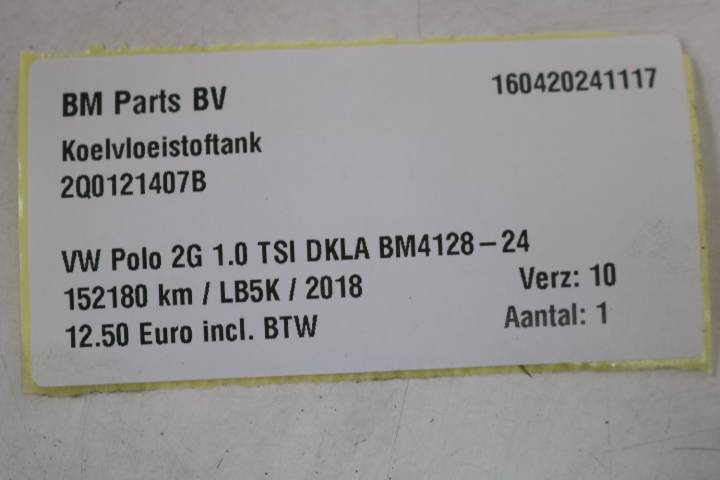 BM Parts BV 160420241117
Koelvloeistoftank
2Q0121407B
VW Polo 2G 1.0 TSI DKLA BM4128-24
152180 km / LB5K / 2018 Verz: 10
12.50 Euro incl. BTW Aantal: 1